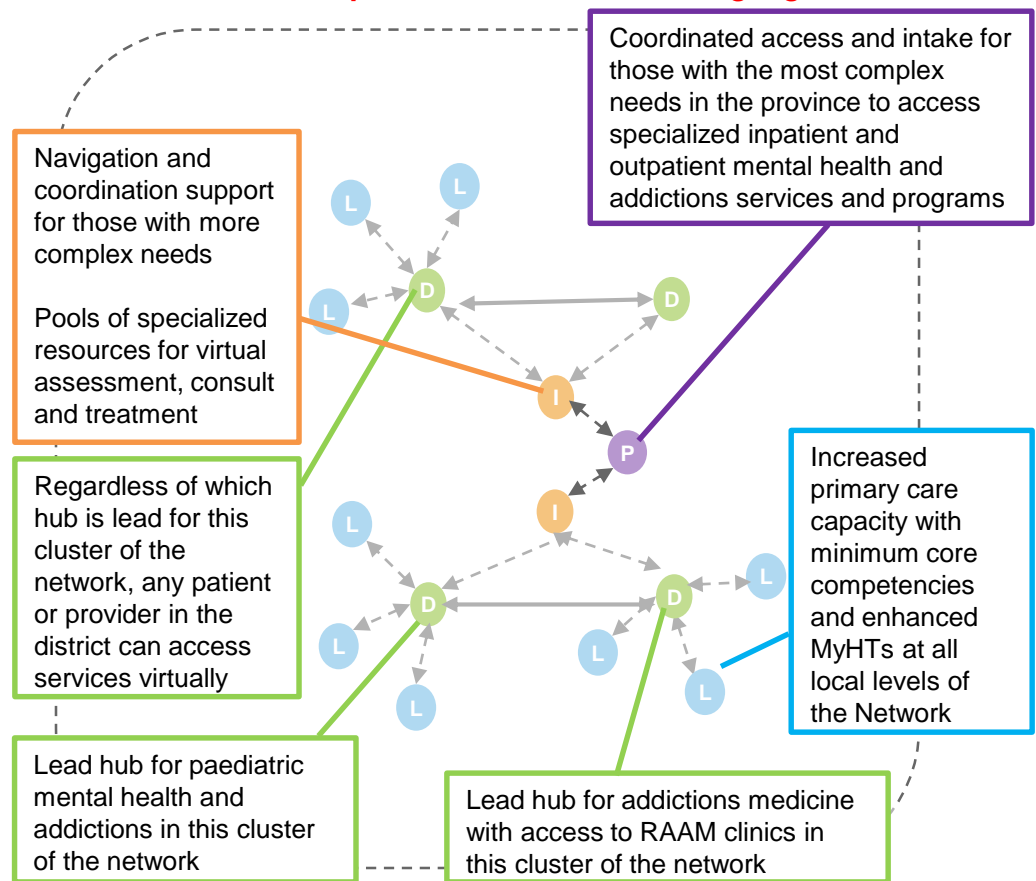 Coordinated access and intake for
those with the most complex
needs in the province to access
specialized inpatient and
outpatient mental health and
addictions services and programs
Navigation and
coordination support
for those with more
complex needs
Pools of specialized
resources for virtual
assessment, consult
and treatment
L
L
L
D
D
I
P
I
Regardless of which
hub is lead for this
cluster of the
network, any patient
or provider in the
district can access
services virtually
Increased
primary care
capacity with
minimum core
competencies
and enhanced
MyHTs at all
local levels of
the Network
L
L
L
D
D
L
L
L
Lead hub for paediatric
mental health and
addictions in this cluster
of the network
Lead hub for addictions medicine
with access to RAAM clinics in
this cluster of the network